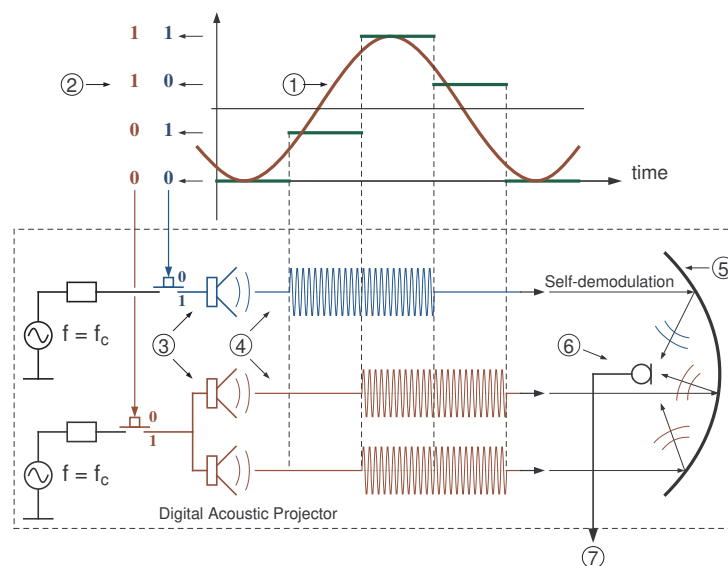 1 1
② 1 0 ①
0 1
0 0 time
0
1
Self-demodulation ⑤
f = fc
③ ④ ⑥
0
1
f = fc
Digital Acoustic Projector
⑦